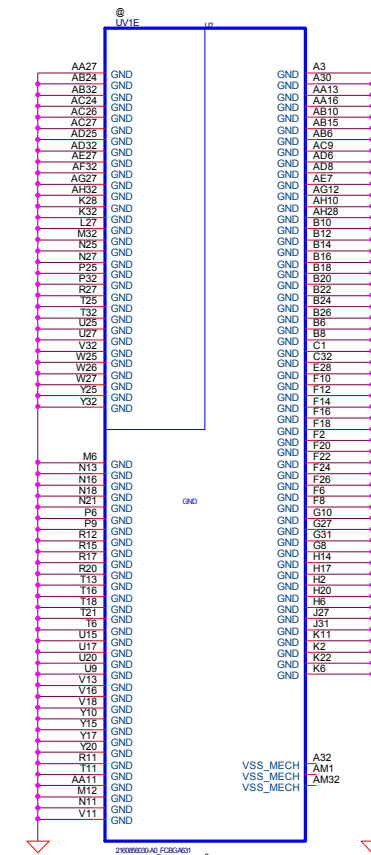 @
UV1E
AA27 GND
AB24 GND
AB32 GND
AC24 GND
AC26 GND
AC27 GND
AD25 GND
AD32 GND
AE27 GND
AF32 GND
AG27 GND
AH32 GND
K28 GND
K32 GND
L27 GND
M32 GND
N25 GND
N27 GND
P25 GND
P32 GND
R27 GND
T25 GND
T32 GND
U25 GND
U27 GND
V32 GND
W25 GND
W26 GND
W27 GND
Y25 GND
Y32 GND
M6 GND
N13 GND
N16 GND
N18 GND
N21 GND
P6 GND
P9 GND
R12 GND
R15 GND
R17 GND
R20 GND
T13 GND
T16 GND
T18 GND
T21 GND
T6 GND
U15 GND
U17 GND
U20 GND
U9 GND
V13 GND
V16 GND
V18 GND
Y10 GND
Y15 GND
Y17 GND
Y20 GND
R11 GND
T11 GND
AA11 GND
M12 GND
N11 GND
V11 GND
GND
GND A3
GND A30
GND AA13
GND AA16
GND AB10
GND AB15
GND AB6
GND AC9
GND AD6
GND AD8
GND AE7
GND AG12
GND AH10
GND AH28
GND B10
GND B12
GND B14
GND B16
GND B18
GND B20
GND B22
GND B24
GND B26
GND B6
GND B8
GND C1
GND C32
GND E28
GND F10
GND F12
GND F14
GND F16
GND F18
GND F2
GND F20
GND F22
GND F24
GND F26
GND F6
GND F8
GND G10
GND G27
GND G31
GND G8
GND H14
GND H17
GND H2
GND H20
GND H6
GND J27
GND J31
GND K11
GND K2
GND K22
GND K6
VSS_MECH A32
VSS_MECH AM1
VSS_MECH AM32
2160856030-A0_FCBGA631